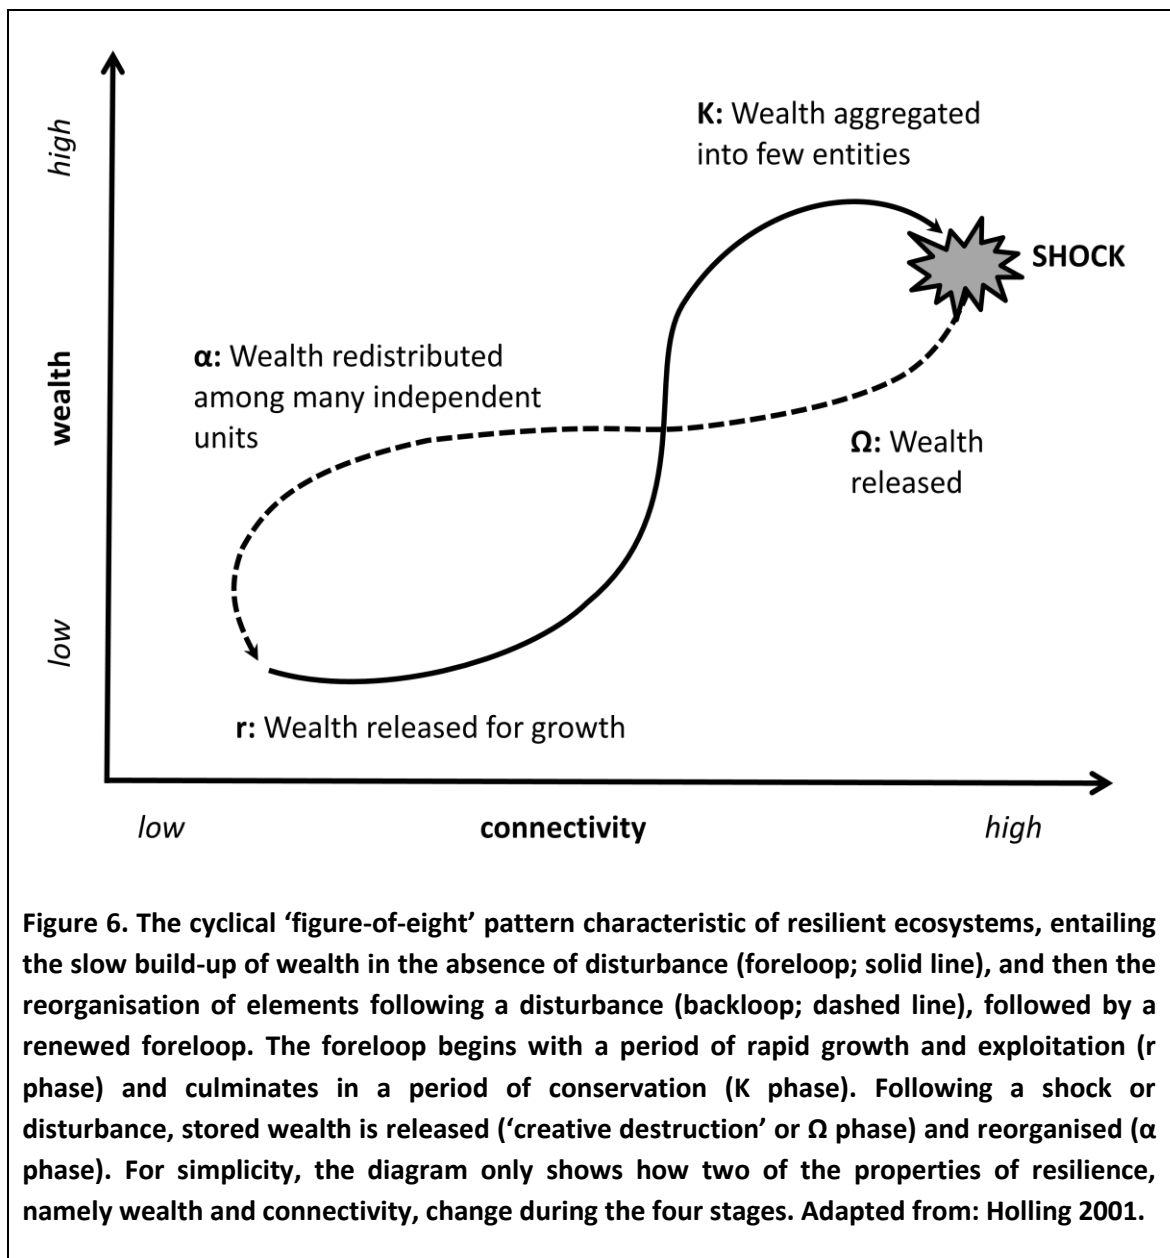 high
K: Wealth aggregated
into few entities
SHOCK
α: Wealth redistributed
among many independent
units
wealth
Ω: Wealth
released
low
r: Wealth released for growth
low
connectivity
high
Figure 6. The cyclical ‘figure-of-eight’ pattern characteristic of resilient ecosystems, entailing
the slow build-up of wealth in the absence of disturbance (foreloop; solid line), and then the
reorganisation of elements following a disturbance (backloop; dashed line), followed by a
renewed foreloop. The foreloop begins with a period of rapid growth and exploitation (r
phase) and culminates in a period of conservation (K phase). Following a shock or
disturbance, stored wealth is released (‘creative destruction’ or Ω phase) and reorganised (α
phase). For simplicity, the diagram only shows how two of the properties of resilience,
namely wealth and connectivity, change during the four stages. Adapted from: Holling 2001.